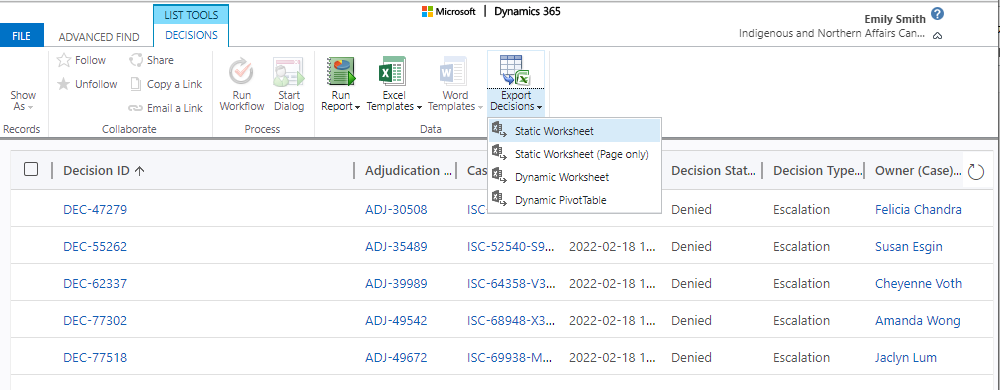 LIST TOOLS
Microsoft | Dynamics 365
Emily Smith ?
FILE ADVANCED FIND DECISIONS
Indigenous and Northern Affairs Can...
Show As
Follow
Unfollow
Share
Copy a Link
Email a Link
Run Workflow
Start Dialog
Run Report
Excel Templates
Word Templates
Export Decisions
Records Collaborate Process Data
Static Worksheet
Static Worksheet (Page only)
Dynamic Worksheet
Dynamic PivotTable
Decision ID ↑ Adjudication ... Cas Decision Stat... Decision Type... Owner (Case)...
DEC-47279 ADJ-30508 ISC- Denied Escalation Felicia Chandra
DEC-55262 ADJ-35489 ISC-52540-S9... 2022-02-18 1... Denied Escalation Susan Esgin
DEC-62337 ADJ-39989 ISC-64358-V3... 2022-02-18 1... Denied Escalation Cheyenne Voth
DEC-77302 ADJ-49542 ISC-68948-X3... 2022-02-18 1... Denied Escalation Amanda Wong
DEC-77518 ADJ-49672 ISC-69938-M... 2022-02-18 1... Denied Escalation Jaclyn Lum